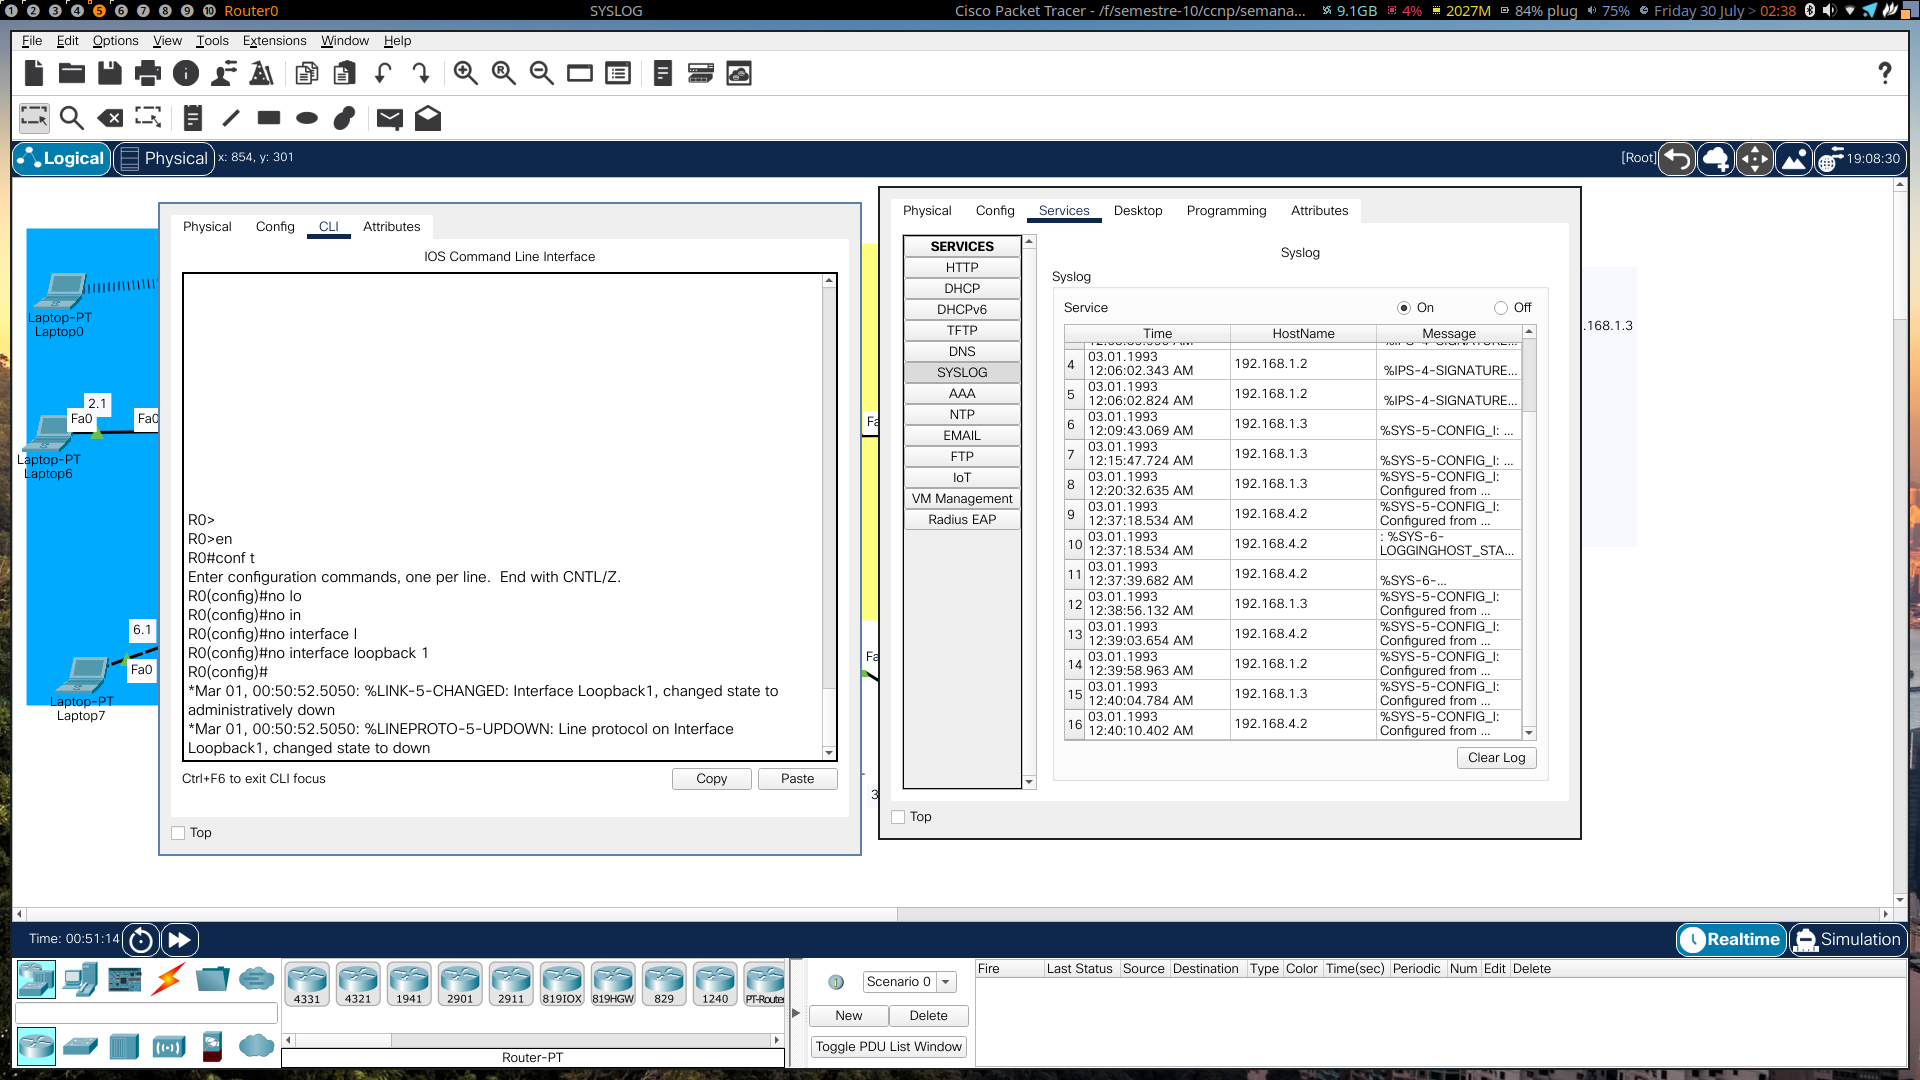 1 2 3 4 5 6 7 8 9 10 Router0
SYSLOG
Cisco Packet Tracer - /f/semestre-10/ccnp/semana... 9.1GB 4% 2027M 84% plug 75% Friday 30 July > 02:38
File Edit Options View Tools Extensions Window Help
Logical Physical x: 854, y: 301
[Root] 19:08:30
Laptop-PT
Laptop0
2.1
Fa0
Fa0
Laptop-PT
Laptop6
6.1
Fa0
Laptop-PT
Laptop7
Physical Config CLI Attributes
IOS Command Line Interface
R0>
R0>en
R0#conf t
Enter configuration commands, one per line. End with CNTL/Z.
R0(config)#no lo
R0(config)#no in
R0(config)#no interface l
R0(config)#no interface loopback 1
R0(config)#
*Mar 01, 00:50:52.5050: %LINK-5-CHANGED: Interface Loopback1, changed state to
administratively down
*Mar 01, 00:50:52.5050: %LINEPROTO-5-UPDOWN: Line protocol on Interface
Loopback1, changed state to down
Ctrl+F6 to exit CLI focus
Copy Paste
Top
Fa
Fa
3
Physical Config Services Desktop Programming Attributes
SERVICES
HTTP
DHCP
DHCPv6
TFTP
DNS
SYSLOG
AAA
NTP
EMAIL
FTP
IoT
VM Management
Radius EAP
Syslog
Syslog
Service On Off
Time HostName Message
4 03.01.1993 12:06:02.343 AM 192.168.1.2 %IPS-4-SIGNATURE...
5 03.01.1993 12:06:02.824 AM 192.168.1.2 %IPS-4-SIGNATURE...
6 03.01.1993 12:09:43.069 AM 192.168.1.3 %SYS-5-CONFIG_I: ...
7 03.01.1993 12:15:47.724 AM 192.168.1.3 %SYS-5-CONFIG_I: ...
8 03.01.1993 12:20:32.635 AM 192.168.1.3 %SYS-5-CONFIG_I: Configured from ...
9 03.01.1993 12:37:18.534 AM 192.168.4.2 %SYS-5-CONFIG_I: Configured from ...
10 03.01.1993 12:37:18.534 AM 192.168.4.2 : %SYS-6-LOGGINGHOST_STA...
11 03.01.1993 12:37:39.682 AM 192.168.4.2 %SYS-6-...
12 03.01.1993 12:38:56.132 AM 192.168.1.3 %SYS-5-CONFIG_I: Configured from ...
13 03.01.1993 12:39:03.654 AM 192.168.4.2 %SYS-5-CONFIG_I: Configured from ...
14 03.01.1993 12:39:58.963 AM 192.168.1.2 %SYS-5-CONFIG_I: Configured from ...
15 03.01.1993 12:40:04.784 AM 192.168.1.3 %SYS-5-CONFIG_I: Configured from ...
16 03.01.1993 12:40:10.402 AM 192.168.4.2 %SYS-5-CONFIG_I: Configured from ...
Clear Log
Top
.168.1.3
Time: 00:51:14
Realtime Simulation
4331 4321 1941 2901 2911 819IOX 819HGW 829 1240 PT-Router
Router-PT
Scenario 0
New Delete
Toggle PDU List Window
Fire Last Status Source Destination Type Color Time(sec) Periodic Num Edit Delete